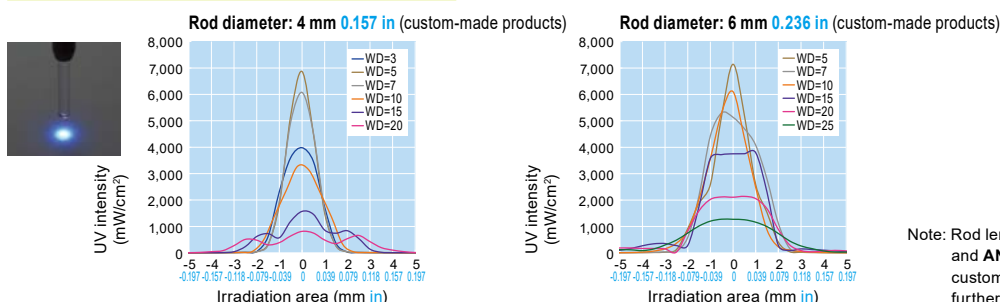 Rod diameter: 4 mm 0.157 in (custom-made products)
8,000
7,000
6,000
5,000
4,000
3,000
2,000
1,000
0
UV intensity
(mW/cm²)
WD=3
WD=5
WD=7
WD=10
WD=15
WD=20
-5 -4 -3 -2 -1 0 1 2 3 4 5
-0.197 -0.157 -0.118 -0.079 -0.039 0 0.039 0.079 0.118 0.157 0.197
Irradiation area (mm in)
Rod diameter: 6 mm 0.236 in (custom-made products)
8,000
7,000
6,000
5,000
4,000
3,000
2,000
1,000
0
UV intensity
(mW/cm²)
WD=5
WD=7
WD=10
WD=15
WD=20
WD=25
-5 -4 -3 -2 -1 0 1 2 3 4 5
-0.197 -0.157 -0.118 -0.079 -0.039 0 0.039 0.079 0.118 0.157 0.197
Irradiation area (mm in)
Note: Rod len
and AN
custom
further